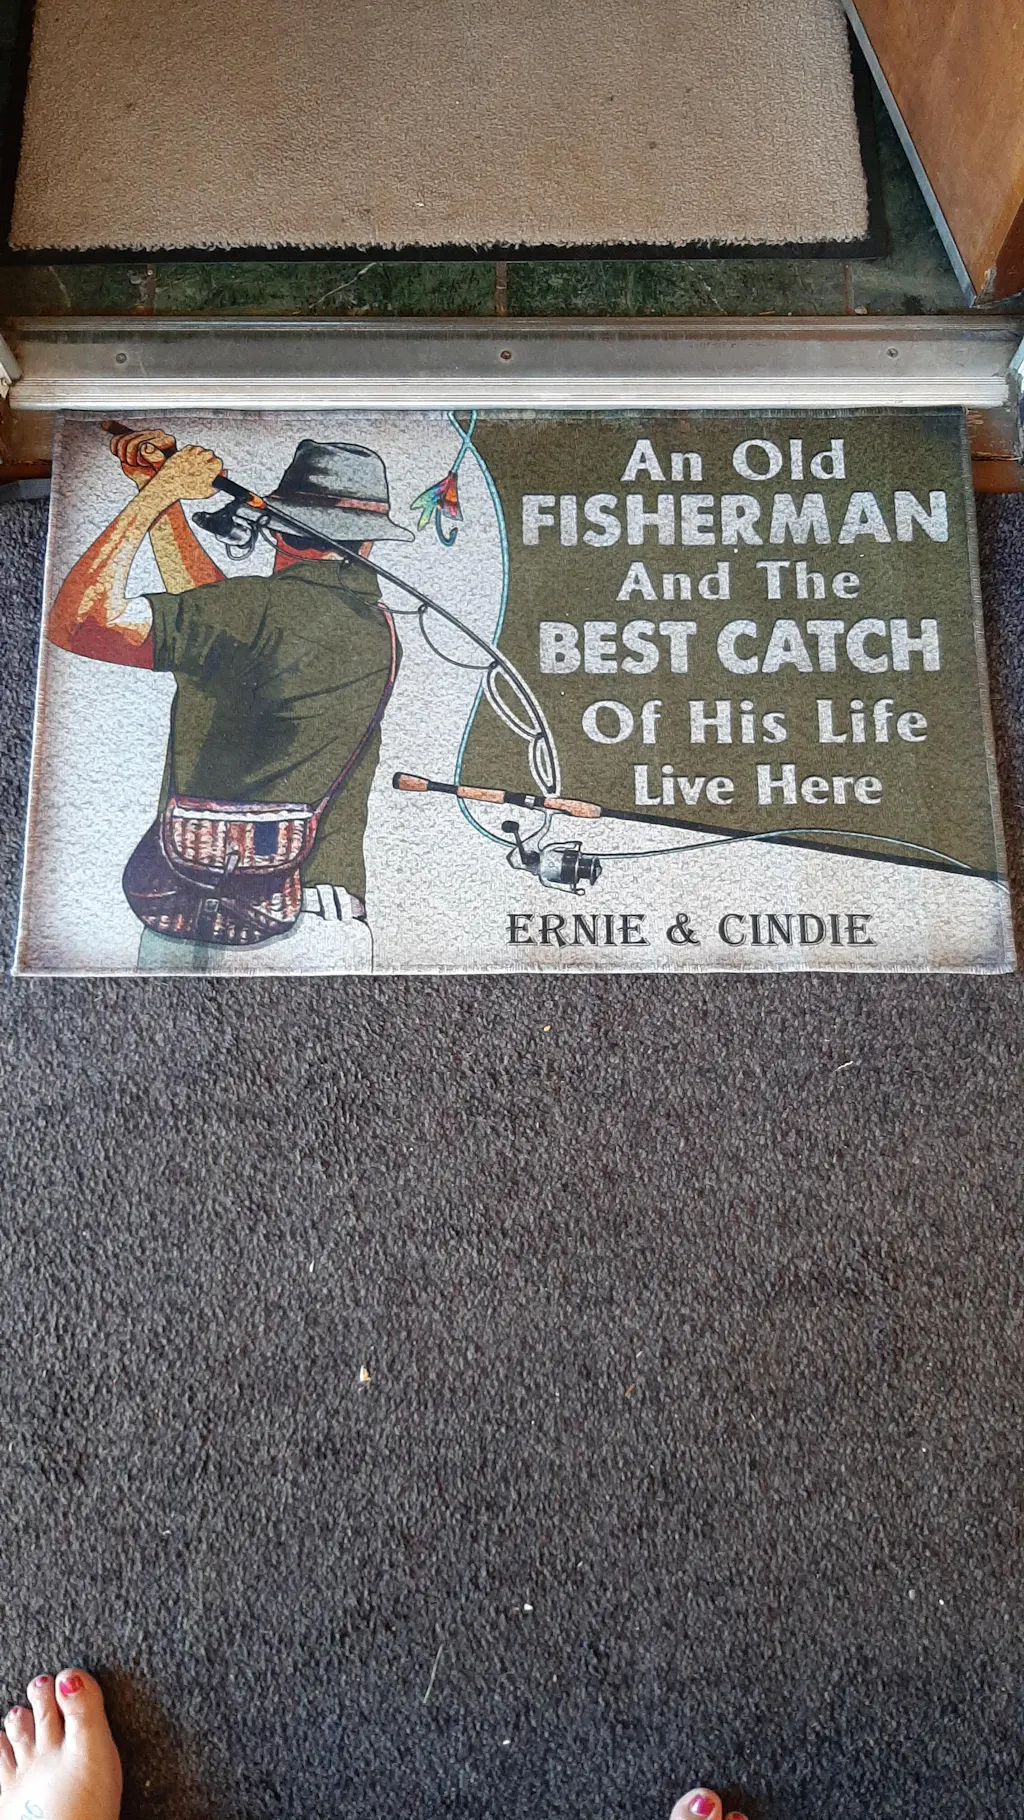 An Old
FISHERMAN
And The
BEST CATCH
Of His Life
Live Here
ERNIE & CINDIE